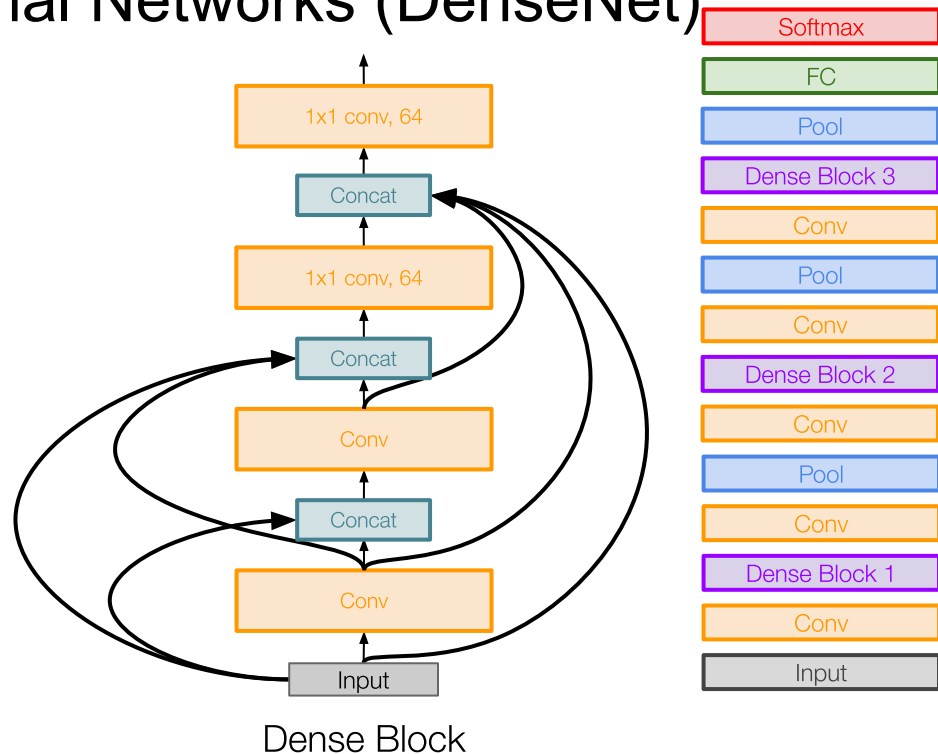 ial Networks (DenseNet)
1x1 conv, 64
Concat
1x1 conv, 64
Concat
Conv
Concat
Conv
Input
Dense Block
Softmax
FC
Pool
Dense Block 3
Conv
Pool
Conv
Dense Block 2
Conv
Pool
Conv
Dense Block 1
Conv
Input